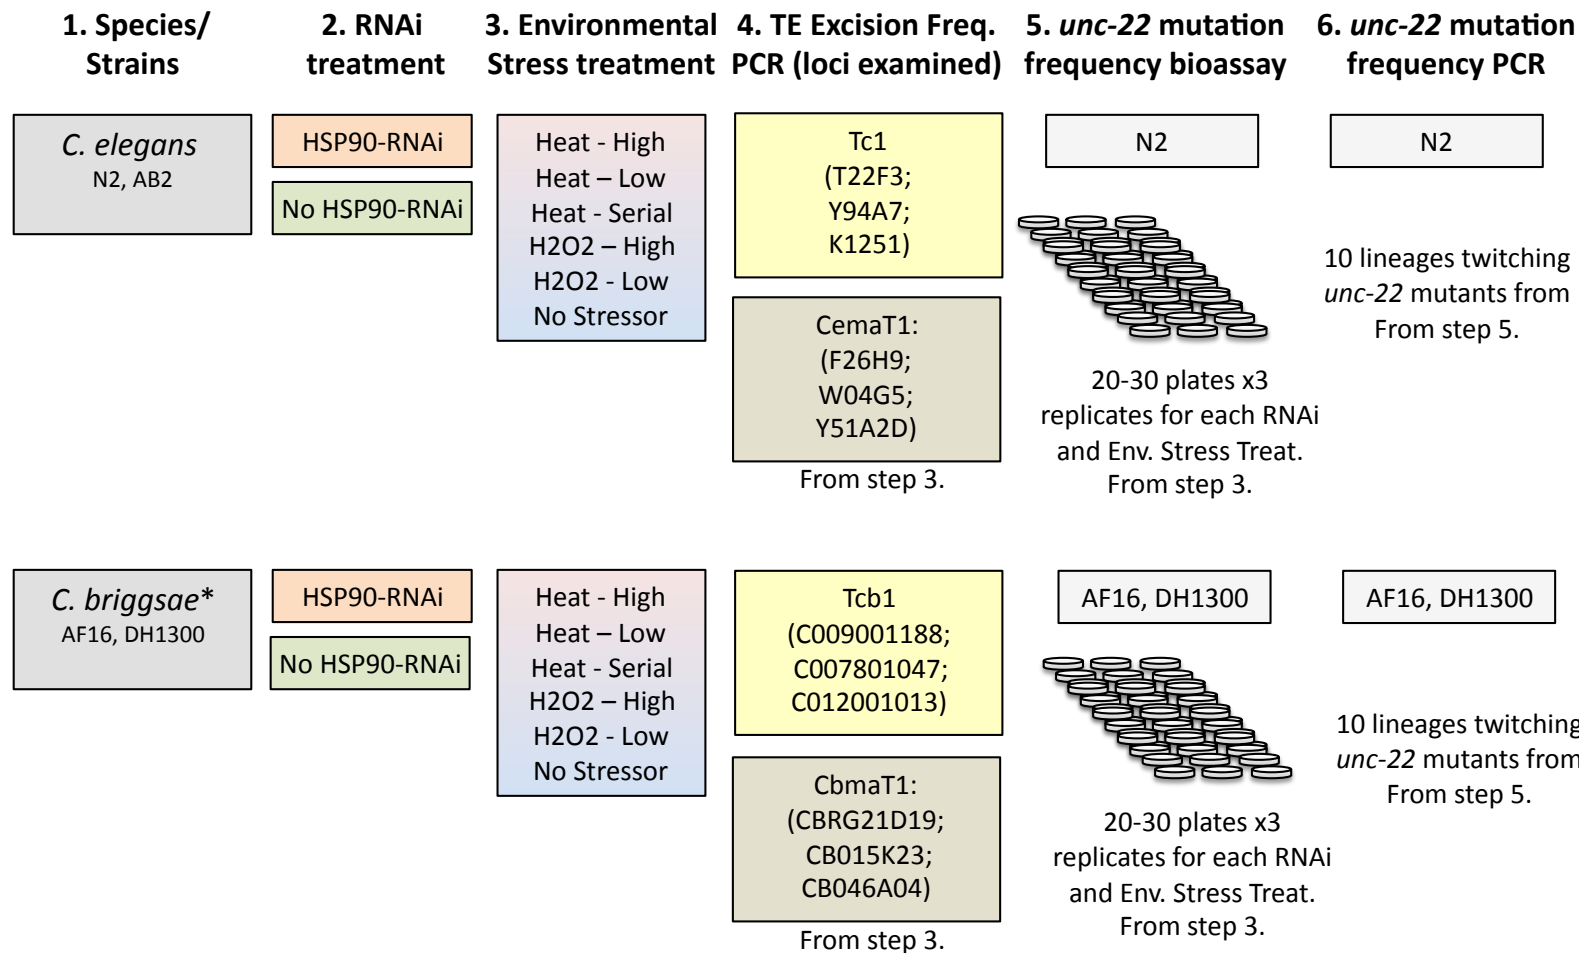 1. Species/
Strains
2. RNAi
treatment
3. Environmental
Stress treatment
4. TE Excision Freq.
PCR (loci examined)
5. unc-22 mutation
frequency bioassay
6. unc-22 mutation
frequency PCR
C. elegans
N2, AB2
HSP90-RNAi
No HSP90-RNAi
Heat - High
Heat – Low
Heat - Serial
H2O2 – High
H2O2 - Low
No Stressor
Tc1
(T22F3;
Y94A7;
K1251)
CemaT1:
(F26H9;
W04G5;
Y51A2D)
From step 3.
N2
20-30 plates x3
replicates for each RNAi
and Env. Stress Treat.
From step 3.
N2
10 lineages twitching
unc-22 mutants from
From step 5.
C. briggsae*
AF16, DH1300
HSP90-RNAi
No HSP90-RNAi
Heat - High
Heat – Low
Heat - Serial
H2O2 – High
H2O2 - Low
No Stressor
Tcb1
(C009001188;
C007801047;
C012001013)
CbmaT1:
(CBRG21D19;
CB015K23;
CB046A04)
From step 3.
AF16, DH1300
20-30 plates x3
replicates for each RNAi
and Env. Stress Treat.
From step 3.
AF16, DH1300
10 lineages twitching
unc-22 mutants from
From step 5.